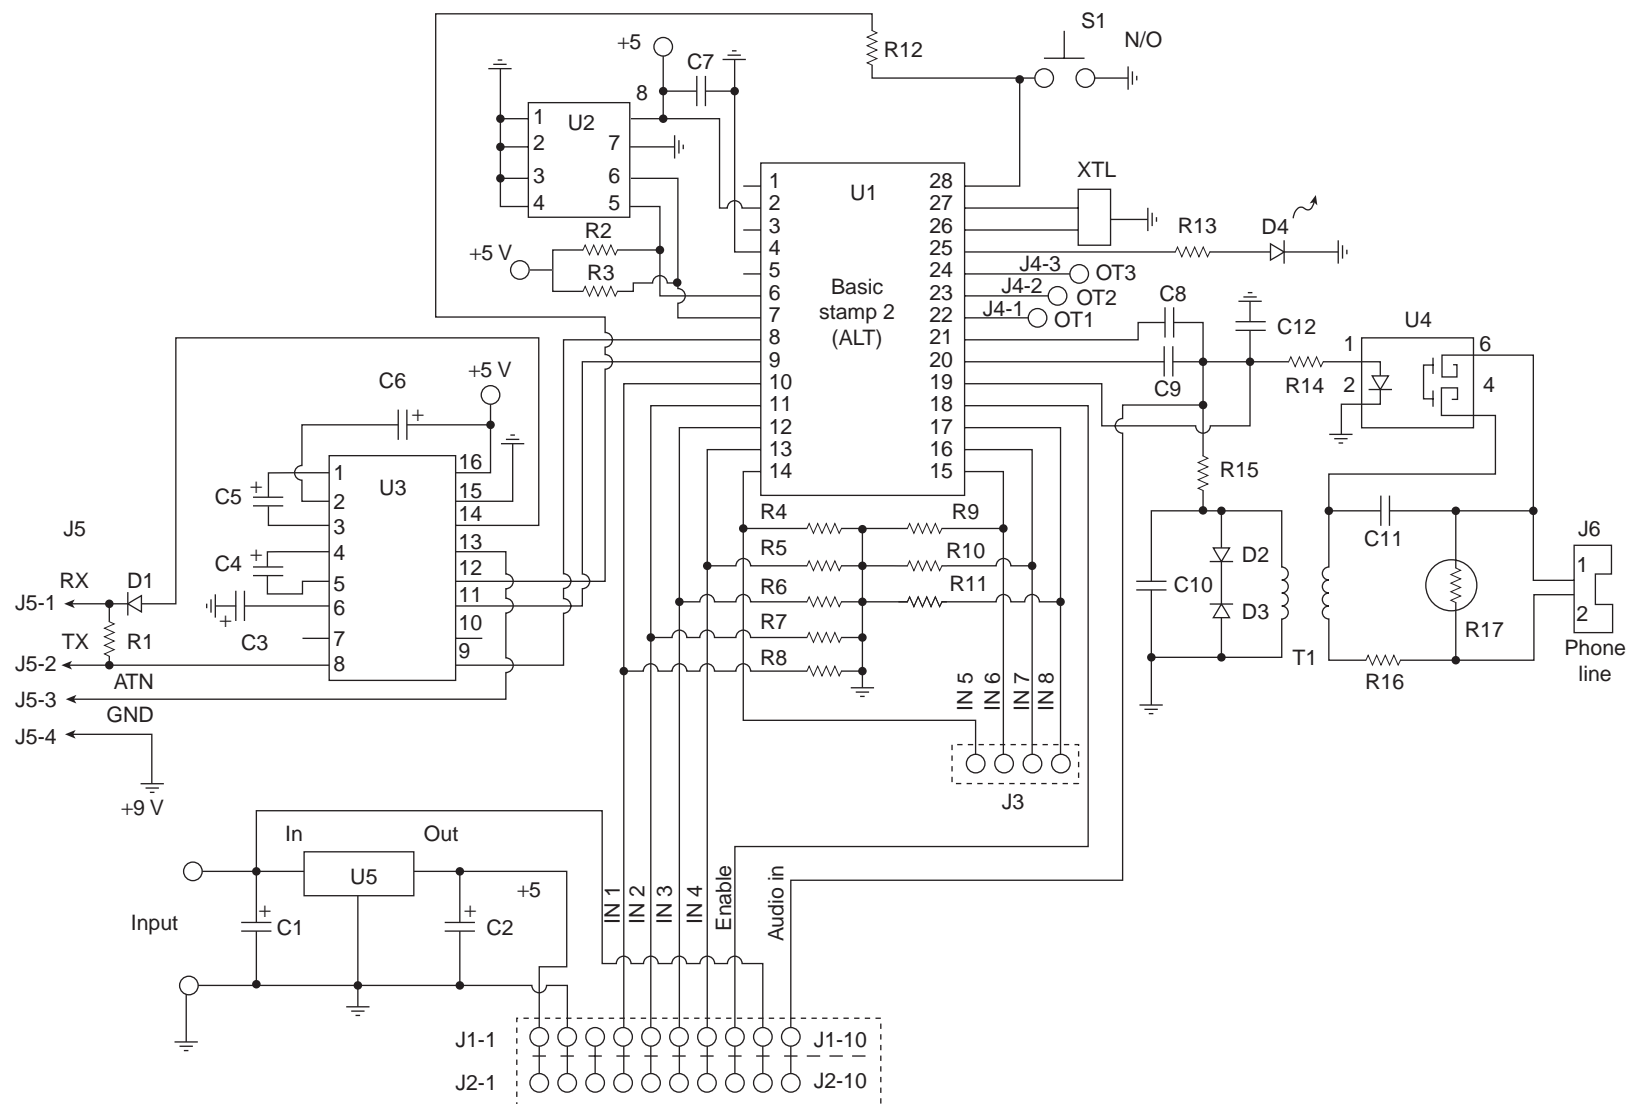 S1
N/O
R12
+5
C7
8
U2
1
2
3
4
7
6
5
R2
+5 V
R3
U1
Basic
stamp 2
(ALT)
1
2
3
4
5
6
7
8
9
10
11
12
13
14
28
27
26
25
24
23
22
21
20
19
18
17
16
15
XTL
R13
D4
J4-3
OT3
J4-2
OT2
J4-1
OT1
C8
C9
C12
R14
U4
1
2
6
4
R15
C10
D2
D3
T1
C11
R17
R16
J6
1
2
Phone
line
C6
+
+5 V
U3
1
2
3
4
5
6
7
8
16
15
14
13
12
11
10
9
C5
+
C4
+
C3
+
J5
RX
D1
J5-1
TX
R1
J5-2
ATN
J5-3
GND
J5-4
+9 V
R4
R9
R5
R10
R6
R11
R7
R8
IN 5
IN 6
IN 7
IN 8
J3
In
Out
U5
+5
Input
+
C1
+
C2
IN 1
IN 2
IN 3
IN 4
Enable
Audio in
J1-1
J1-10
J2-1
J2-10